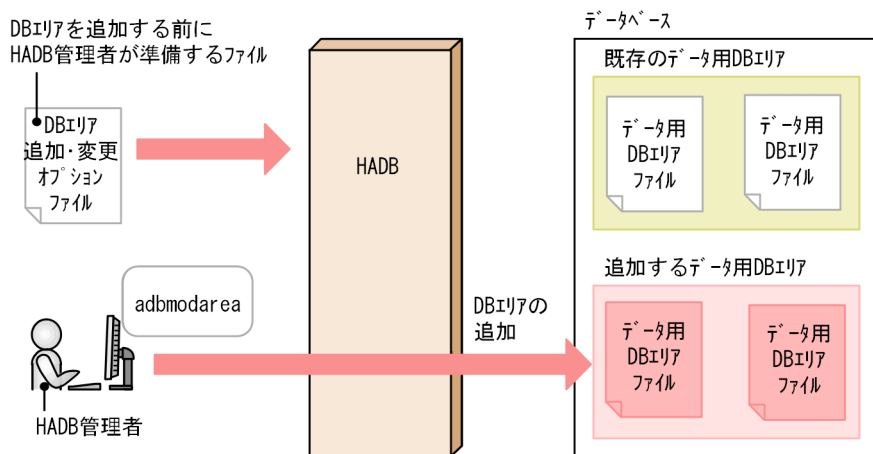 DBエリアを追加する前に
HADB管理者が準備するファイル
DBエリア
追加・変更
オプション
ファイル
HADB
データベース
既存のデータ用DBエリア
データ用
DBエリア
ファイル
データ用
DBエリア
ファイル
adbmodarea
HADB管理者
DBエリアの
追加
追加するデータ用DBエリア
データ用
DBエリア
ファイル
データ用
DBエリア
ファイル